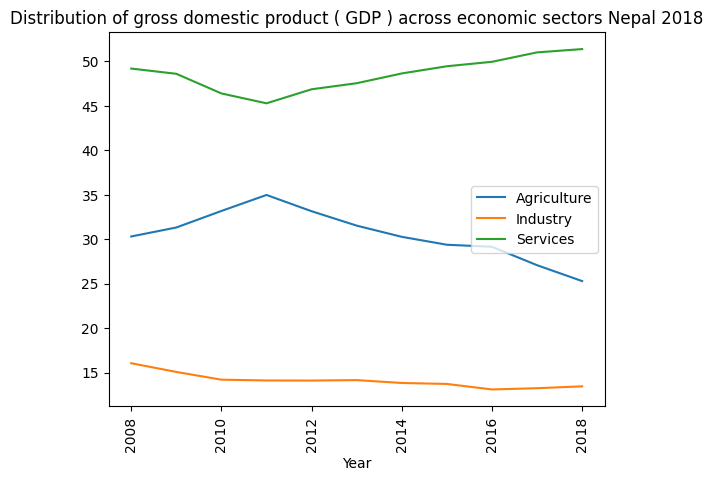 Distribution of gross domestic product ( GDP ) across economic sectors Nepal 2018
50
45
40
35
30
25
20
15
Agriculture
Industry
Services
2008
2010
2012
2014
2016
2018
Year